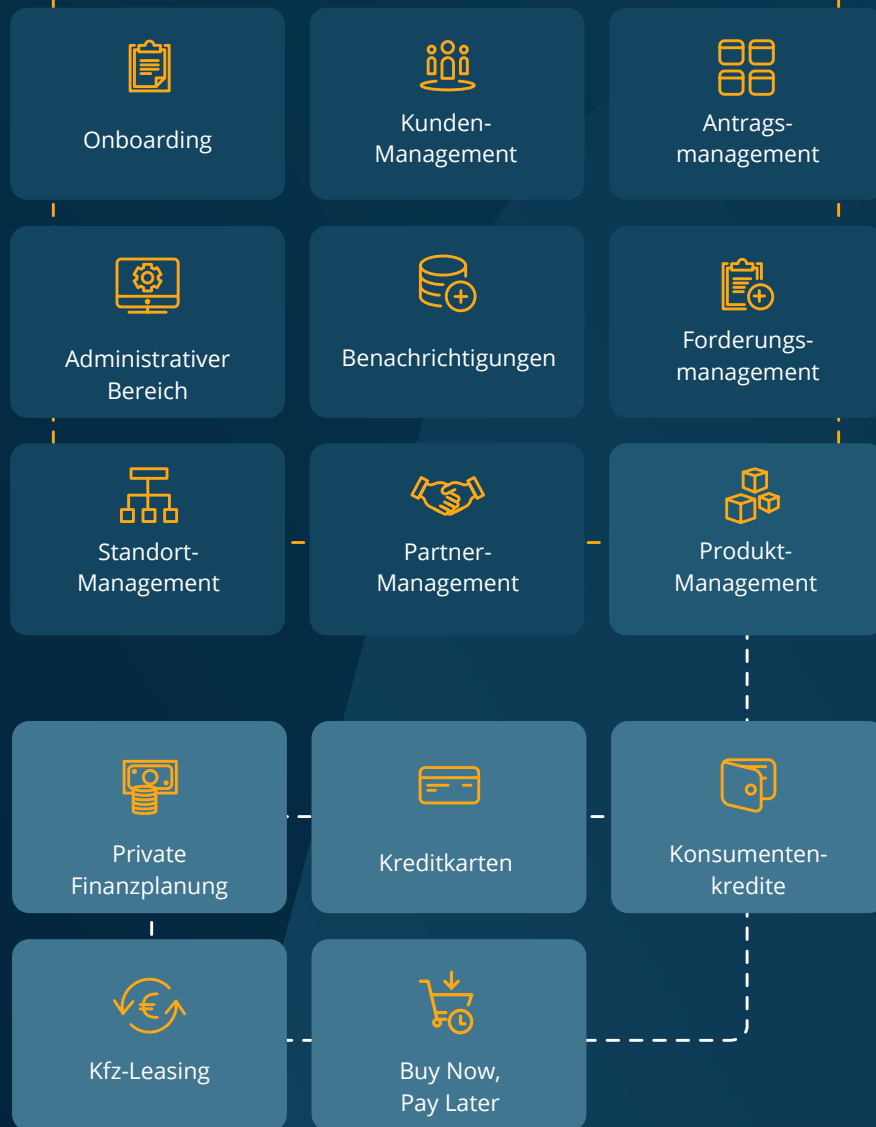 Onboarding
Kunden-
Management
Antrags-
management
Administrativer
Bereich
Benachrichtigungen
Forderungs-
management
Standort-
Management
Partner-
Management
Produkt-
Management
Private
Finanzplanung
Kreditkarten
Konsumenten-
kredite
Kfz-Leasing
Buy Now,
Pay Later